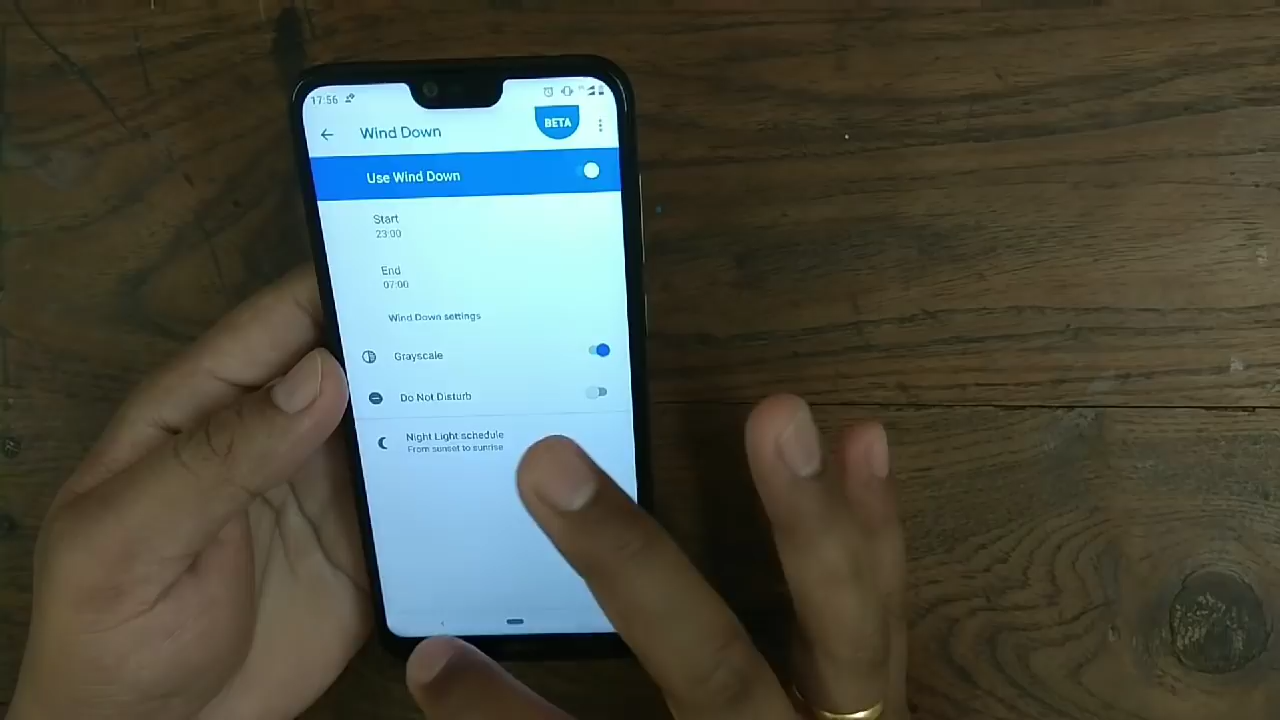 17:56
Wind Down
BETA
Use Wind Down
Start
23:00
End
07:00
Wind Down settings
Grayscale
Do Not Disturb
Night Light schedule
From sunset to sunrise